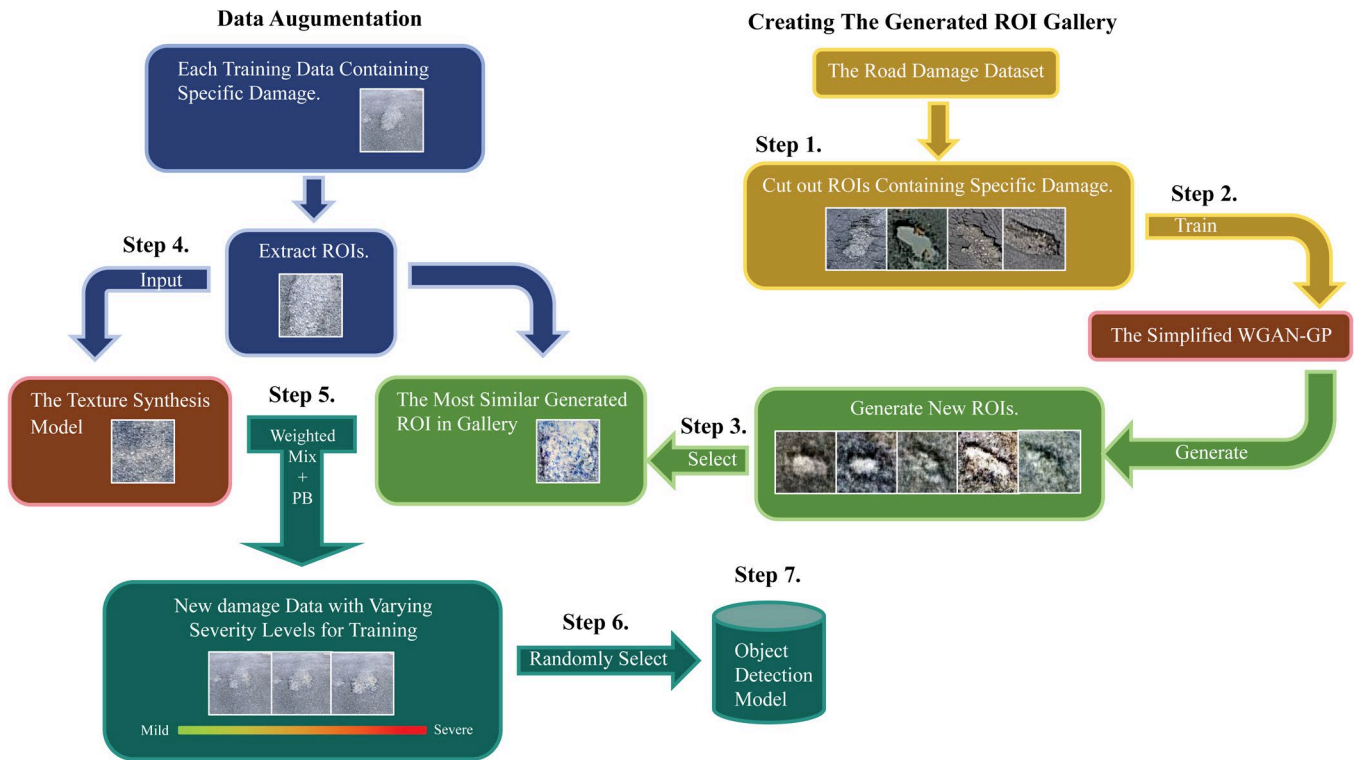 Data Augumentation
Each Training Data Containing
Specific Damage.
Step 4.
Input
Extract ROIs.
The Texture Synthesis
Model
Step 5.
Weighted
Mix
+
PB
The Most Similar Generated
ROI in Gallery
New damage Data with Varying
Severity Levels for Training
Mild
Severe
Step 6.
Randomly Select
Step 7.
Object
Detection
Model
Creating The Generated ROI Gallery
The Road Damage Dataset
Step 1.
Cut out ROIs Containing Specific Damage.
Step 2.
Train
The Simplified WGAN-GP
Generate
Generate New ROIs.
Step 3.
Select